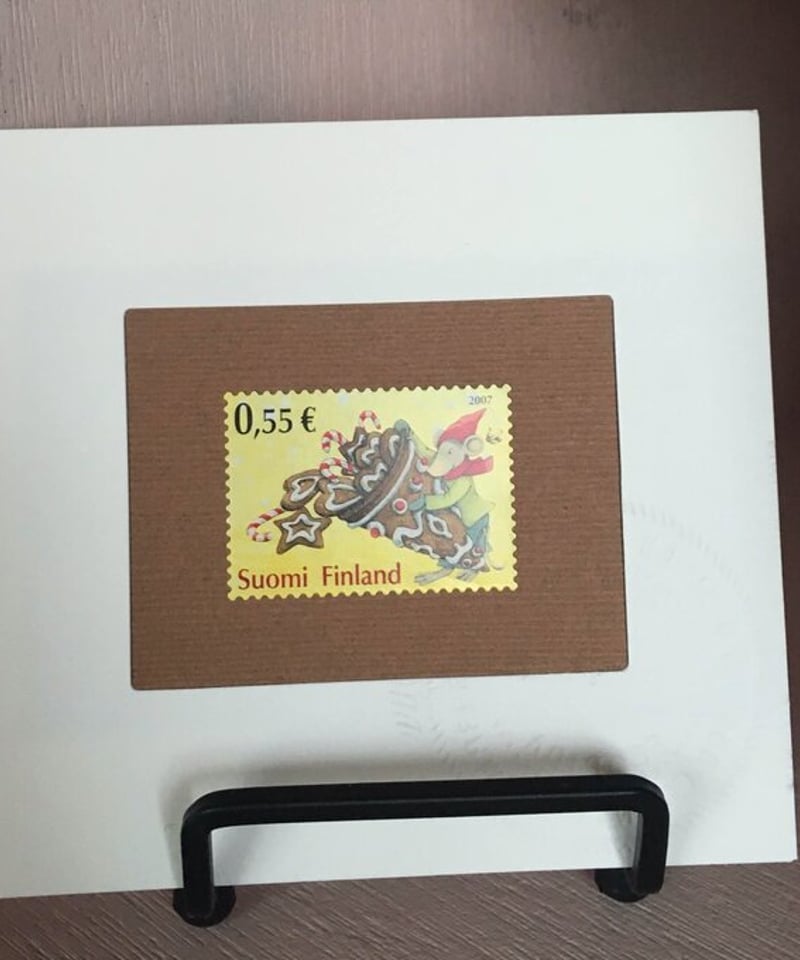 0,55 €
2007
Suomi Finland